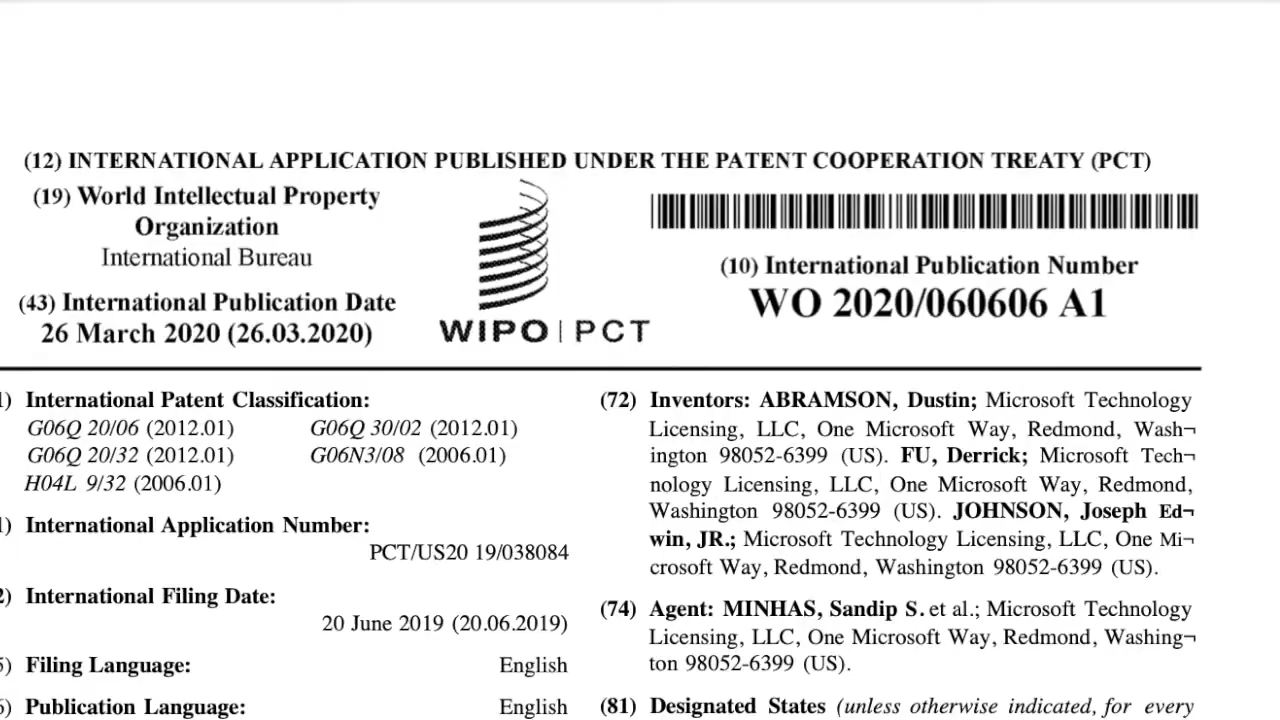 (12) INTERNATIONAL APPLICATION PUBLISHED UNDER THE PATENT COOPERATION TREATY (PCT)
(19) World Intellectual Property
Organization
International Bureau
(43) International Publication Date
26 March 2020 (26.03.2020)
WIPO | PCT
(10) International Publication Number
WO 2020/060606 A1
1) International Patent Classification:
G06Q 20/06 (2012.01) G06Q 30/02 (2012.01)
G06Q 20/32 (2012.01) G06N3/08 (2006.01)
H04L 9/32 (2006.01)
1) International Application Number:
PCT/US20 19/038084
2) International Filing Date:
20 June 2019 (20.06.2019)
5) Filing Language: English
6) Publication Language: English
(72) Inventors: ABRAMSON, Dustin; Microsoft Technology
Licensing, LLC, One Microsoft Way, Redmond, Wash¬
ington 98052-6399 (US). FU, Derrick; Microsoft Tech¬
nology Licensing, LLC, One Microsoft Way, Redmond,
Washington 98052-6399 (US). JOHNSON, Joseph Ed¬
win, JR.; Microsoft Technology Licensing, LLC, One Mi¬
crosoft Way, Redmond, Washington 98052-6399 (US).
(74) Agent: MINHAS, Sandip S. et al.; Microsoft Technology
Licensing, LLC, One Microsoft Way, Redmond, Washing¬
ton 98052-6399 (US).
(81) Designated States (unless otherwise indicated, for every